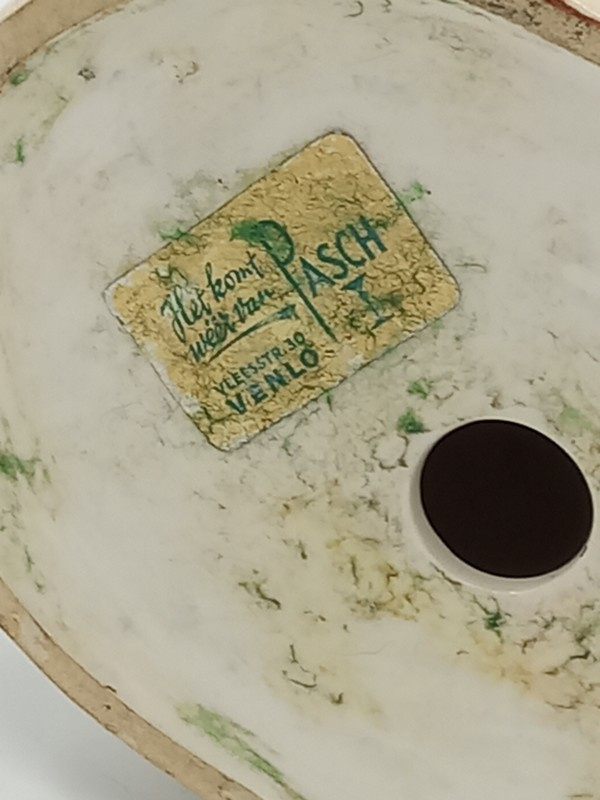 Het komt
weer van
PASCH
VLEESSTR. 30
VENLO